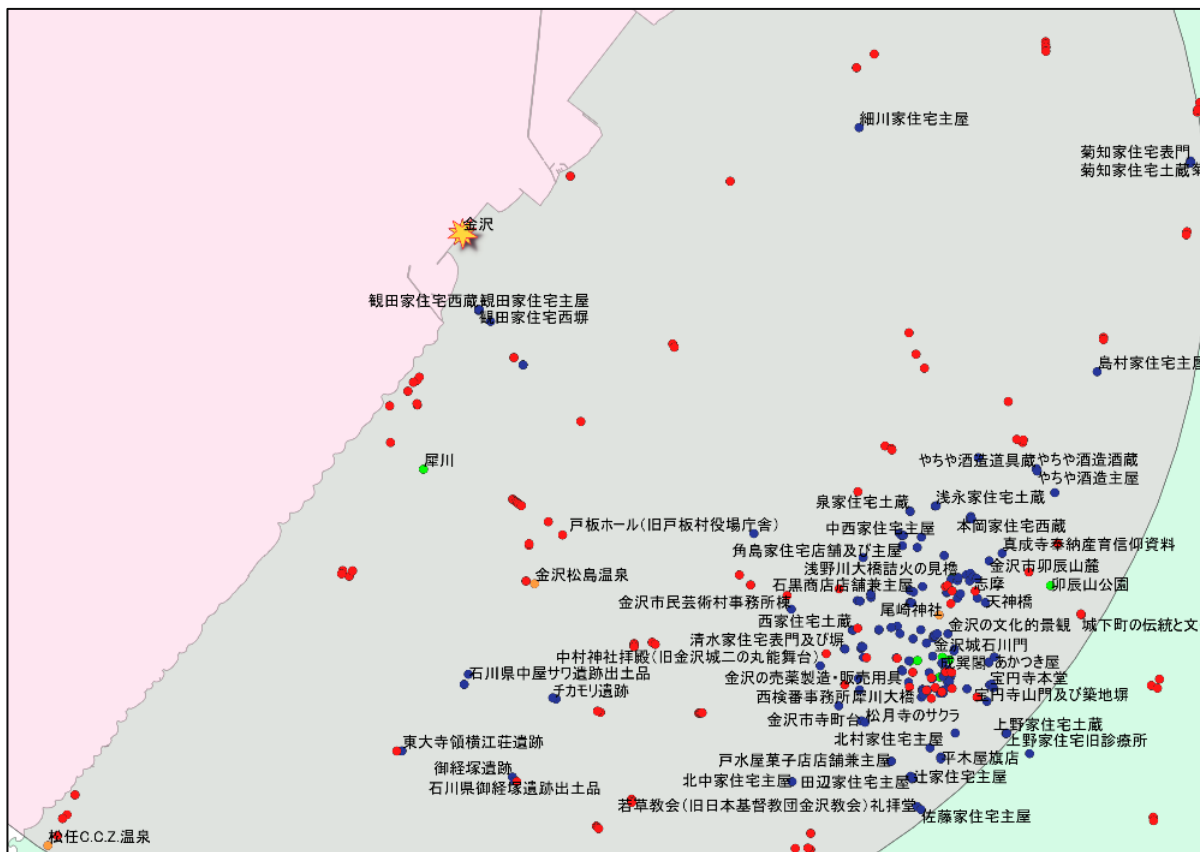 細川家住宅主屋
菊知家住宅表門
菊知家住宅土蔵
金沢
観田家住宅西蔵
観田家住宅主屋
観田家住宅西塀
島村家住宅主屋
犀川
やちや酒造道具蔵
やちや酒造酒蔵
やちや酒造主屋
泉家住宅土蔵
浅永家住宅土蔵
戸板ホール(旧戸板村役場庁舎)
中西家住宅主屋
本岡家住宅西蔵
角島家住宅店舗及び主屋
真成寺奉納産育信仰資料
浅野川大橋詰火の見櫓
金沢市卯辰山麓
金沢松島温泉
石黒商店店舗兼主屋
志摩
卯辰山公園
金沢市民芸術村事務所棟
尾崎神社
天神橋
西家住宅土蔵
金沢の文化的景観 城下町の伝統と文
清水家住宅表門及び塀
金沢城石川門
中村神社拝殿(旧金沢城二の丸能舞台)
成巽閣
あかつき屋
石川県中屋サワ遺跡出土品
金沢の売薬製造・販売用具
宝円寺本堂
チカモリ遺跡
西検番事務所
犀川大橋
宝円寺山門及び築地塀
金沢市寺町台
松月寺のサクラ
上野家住宅土蔵
東大寺領横江荘遺跡
北村家住宅主屋
上野家住宅旧診療所
御経塚遺跡
戸水屋菓子店店舗兼主屋
平木屋旗店
石川県御経塚遺跡出土品
北中家住宅主屋
田辺家住宅主屋
辻家住宅主屋
若草教会(旧日本基督教団金沢教会)礼拝堂
佐藤家住宅主屋
松任C.C.Z.温泉